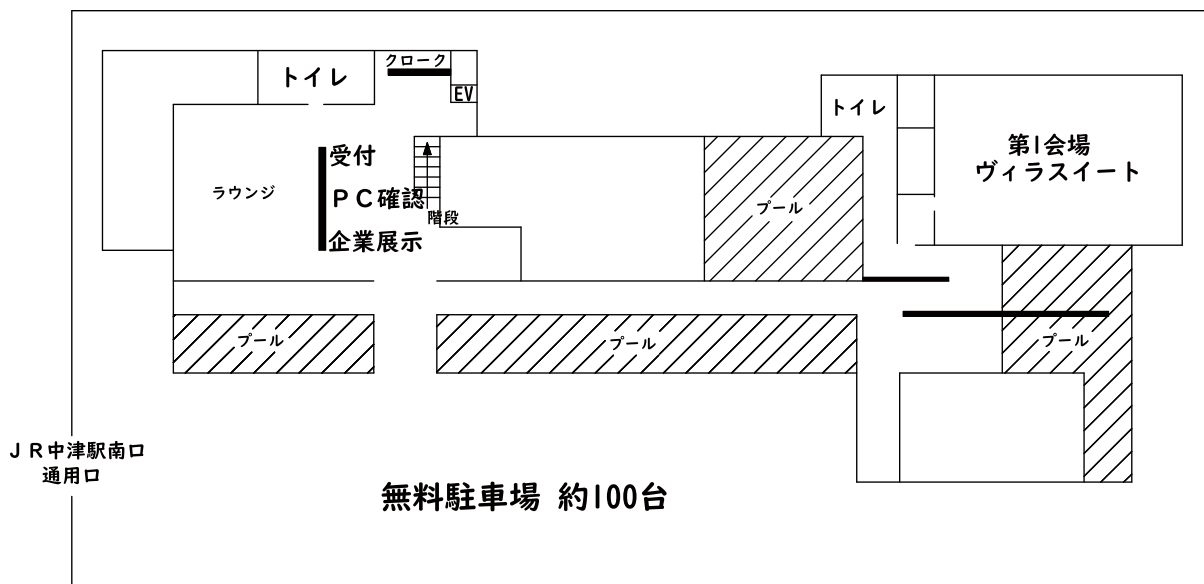 クローク
トイレ
EV
トイレ
受付
ＰＣ確認
企業展示
ラウンジ
階段
プール
第1会場
ヴィラスイート
プール
プール
プール
ＪＲ中津駅南口
通用口
無料駐車場 約100台